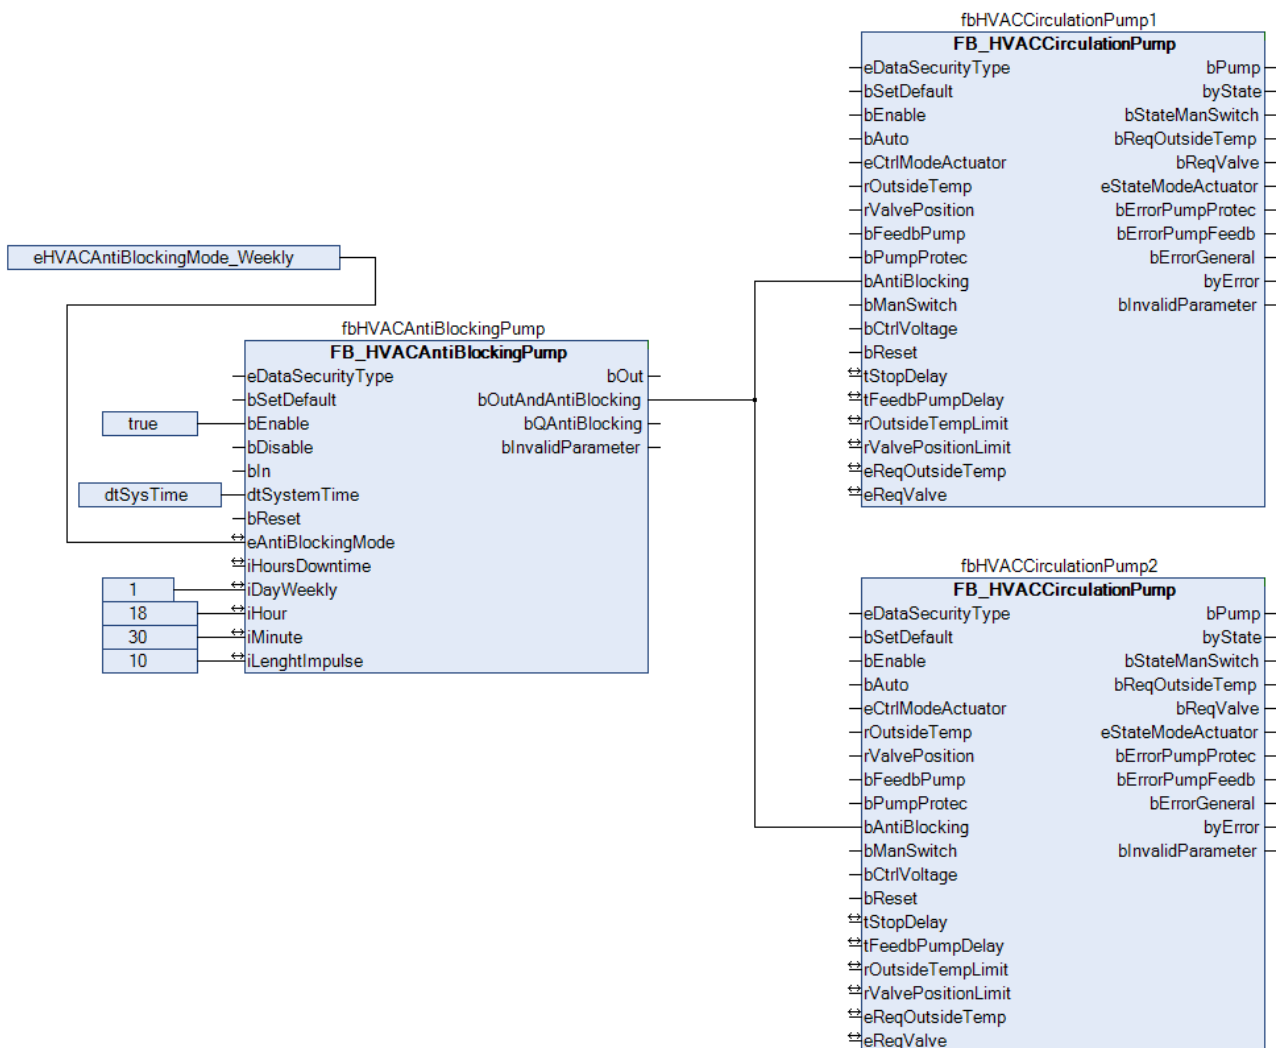 fbHVACCirculationPump1
FB_HVACCirculationPump
eDataSecurityType bPump
bSetDefault byState
bEnable bStateManSwitch
bAuto bReqOutsideTemp
eCtrlModeActuator bReqValve
rOutsideTemp eStateModeActuator
rValvePosition bErrorPumpProtec
bFeedbPump bErrorPumpFeedb
bPumpProtec bErrorGeneral
bAntiBlocking byError
bManSwitch bInvalidParameter
bCtrlVoltage
bReset
tStopDelay
tFeedbPumpDelay
rOutsideTempLimit
rValvePositionLimit
eReqOutsideTemp
eReqValve
eHVACAntiBlockingMode_Weekly
fbHVACAntiBlockingPump
FB_HVACAntiBlockingPump
eDataSecurityType bOut
bSetDefault bOutAndAntiBlocking
true bEnable bQAntiBlocking
bDisable bInvalidParameter
bIn
dtSysTime dtSystemTime
bReset
eAntiBlockingMode
iHoursDowntime
1 iDayWeekly
18 iHour
30 iMinute
10 iLenghtImpulse
fbHVACCirculationPump2
FB_HVACCirculationPump
eDataSecurityType bPump
bSetDefault byState
bEnable bStateManSwitch
bAuto bReqOutsideTemp
eCtrlModeActuator bReqValve
rOutsideTemp eStateModeActuator
rValvePosition bErrorPumpProtec
bFeedbPump bErrorPumpFeedb
bPumpProtec bErrorGeneral
bAntiBlocking byError
bManSwitch bInvalidParameter
bCtrlVoltage
bReset
tStopDelay
tFeedbPumpDelay
rOutsideTempLimit
rValvePositionLimit
eReqOutsideTemp
eReqValve